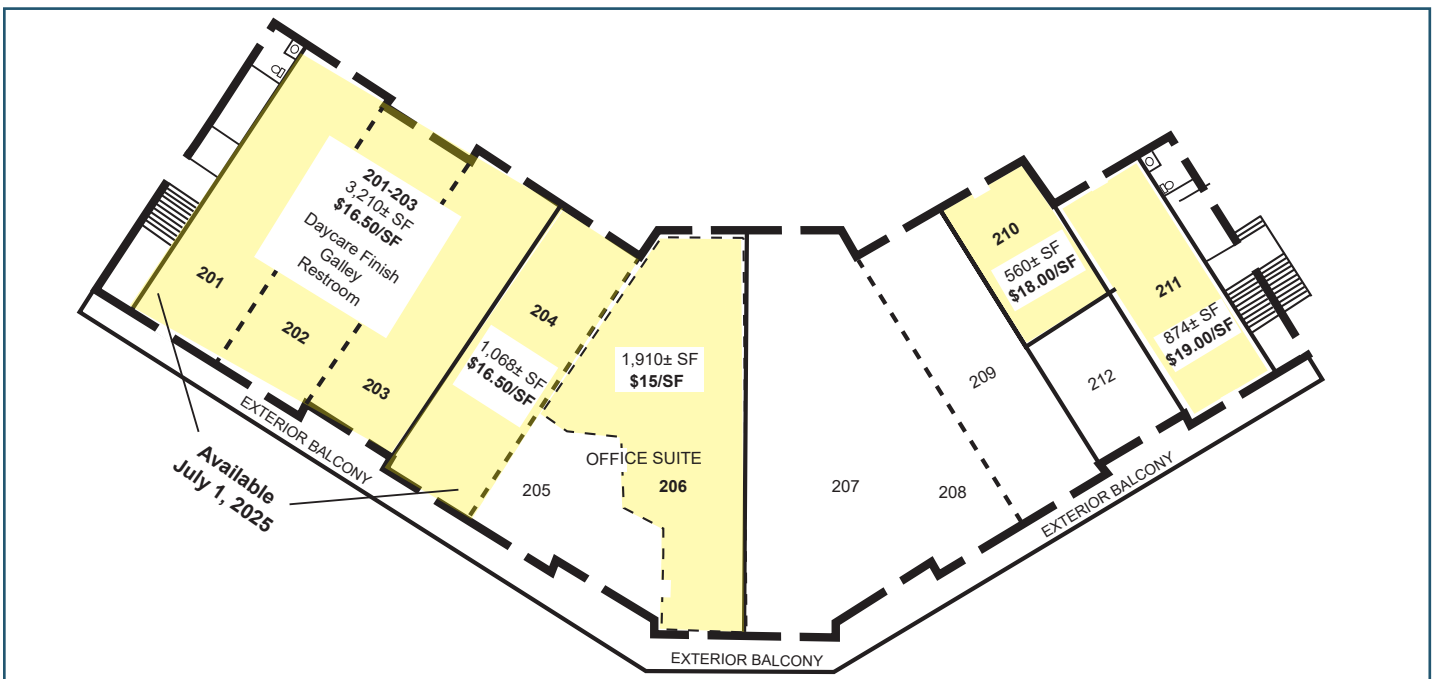 201-203
3,210± SF
$16.50/SF
Daycare Finish
Galley
Restroom
201
202
203
204
1,068± SF
$16.50/SF
1,910± SF
$15/SF
OFFICE SUITE
205
206
207
208
209
210
560± SF
$18.00/SF
211
874± SF
$19.00/SF
212
Available
July 1, 2025
EXTERIOR BALCONY
EXTERIOR BALCONY
EXTERIOR BALCONY